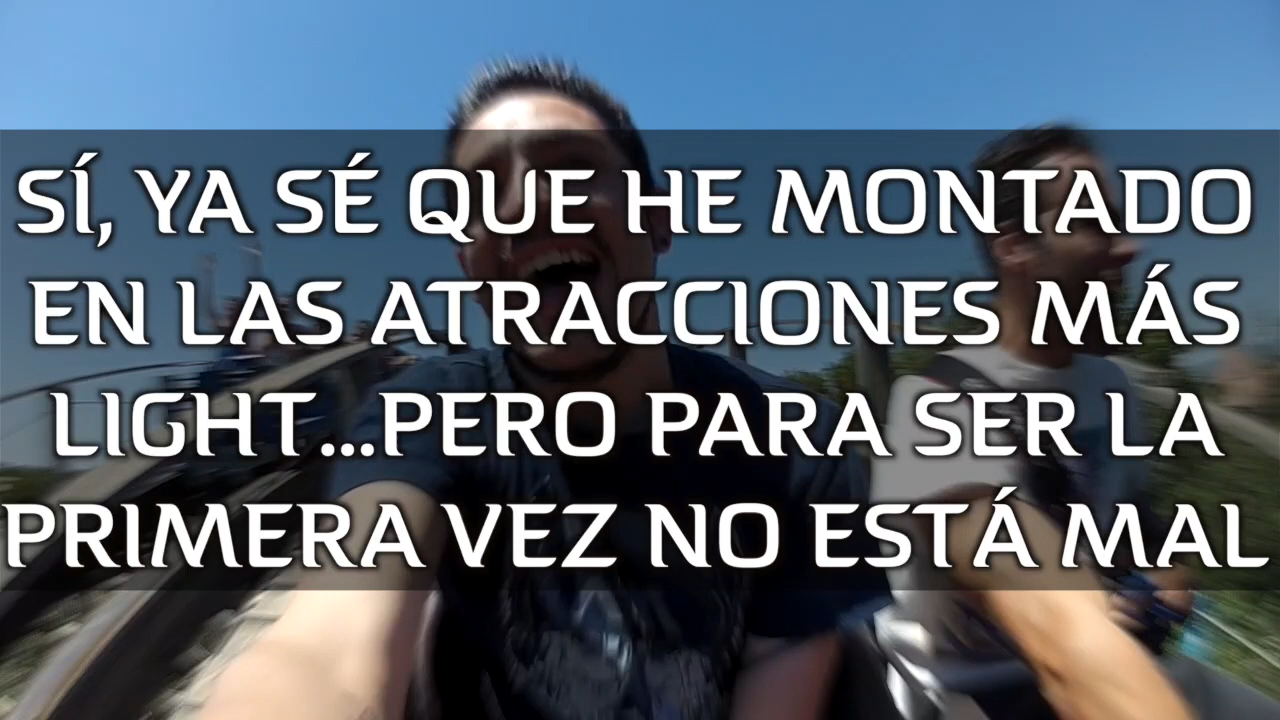 SÍ, YA SÉ QUE HE MONTADO
EN LAS ATRACCIONES MÁS
LIGHT...PERO PARA SER LA
PRIMERA VEZ NO ESTÁ MAL